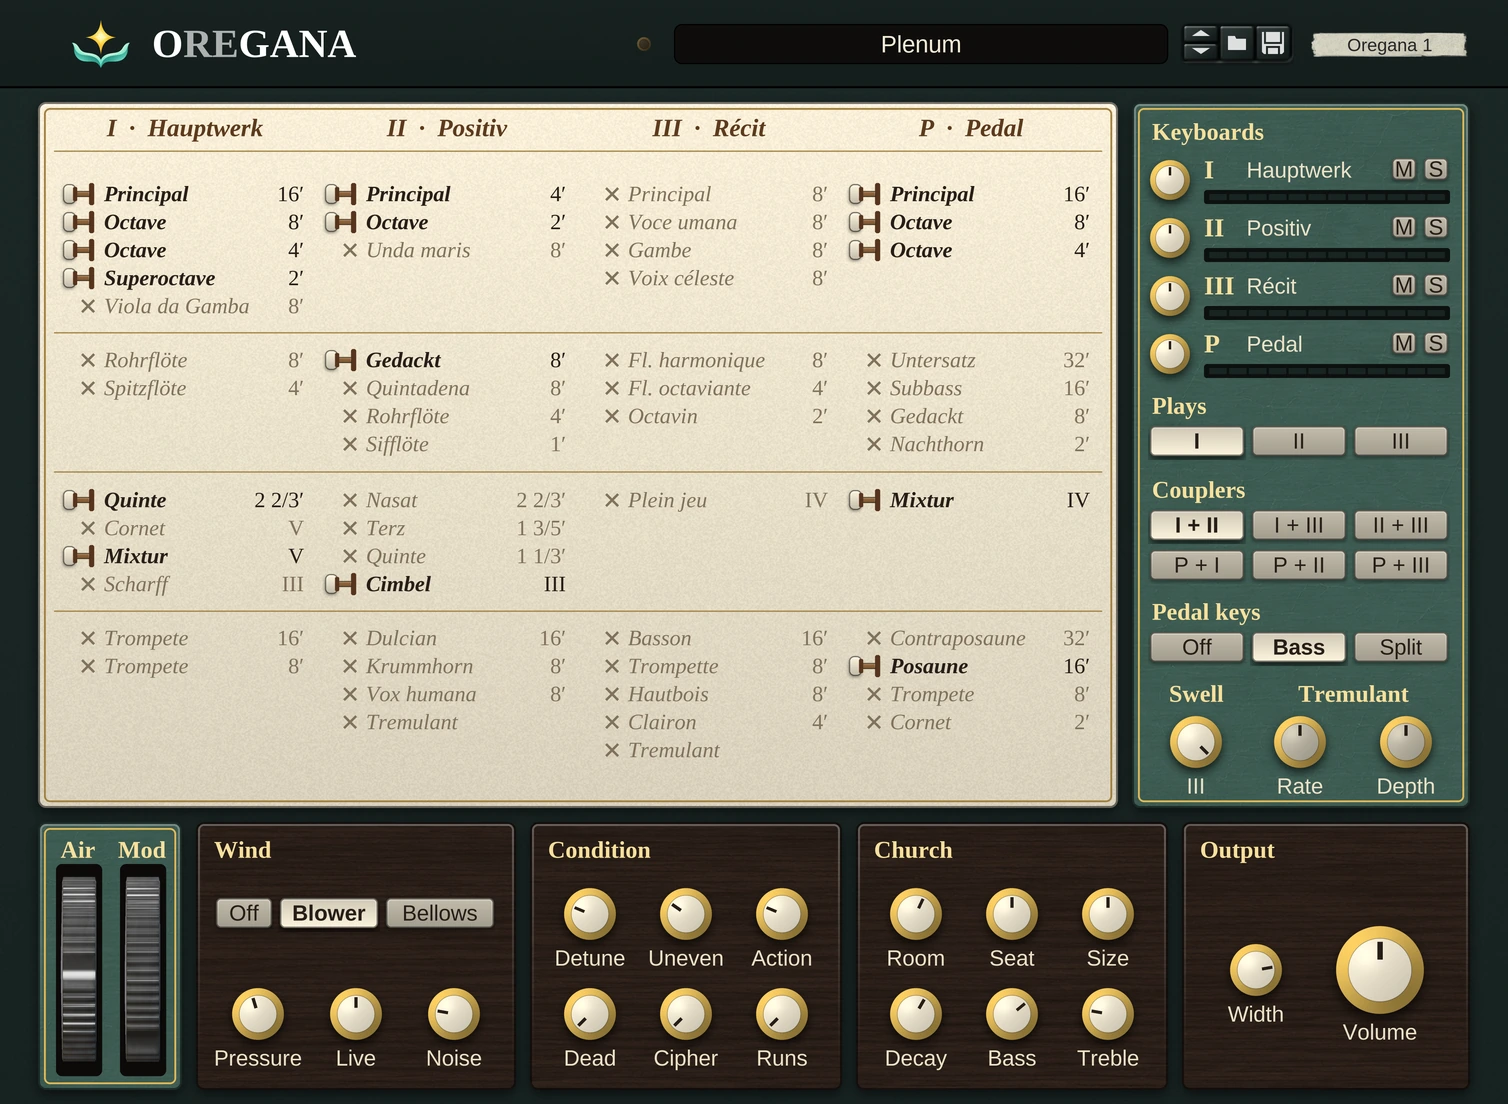 OREGANA
Plenum
Oregana 1
I · Hauptwerk
II · Positiv
III · Récit
P · Pedal
Principal 16′
Octave 8′
Octave 4′
Superoctave 2′
Viola da Gamba 8′
Principal 4′
Octave 2′
Unda maris 8′
Principal 8′
Voce umana 8′
Gambe 8′
Voix céleste 8′
Principal 16′
Octave 8′
Octave 4′
Rohrflöte 8′
Spitzflöte 4′
Gedackt 8′
Quintadena 8′
Rohrflöte 4′
Sifflöte 1′
Fl. harmonique 8′
Fl. octaviante 4′
Octavin 2′
Untersatz 32′
Subbass 16′
Gedackt 8′
Nachthorn 2′
Quinte 2 2/3′
Cornet V
Mixtur V
Scharff III
Nasat 2 2/3′
Terz 1 3/5′
Quinte 1 1/3′
Cimbel III
Plein jeu IV
Mixtur IV
Trompete 16′
Trompete 8′
Dulcian 16′
Krummhorn 8′
Vox humana 8′
Tremulant
Basson 16′
Trompette 8′
Hautbois 8′
Clairon 4′
Tremulant
Contraposaune 32′
Posaune 16′
Trompete 8′
Cornet 2′
Keyboards
I Hauptwerk M S
II Positiv M S
III Récit M S
P Pedal M S
Plays
I II III
Couplers
I + II I + III II + III
P + I P + II P + III
Pedal keys
Off Bass Split
Swell Tremulant
III Rate Depth
Air Mod
Wind
Off Blower Bellows
Pressure Live Noise
Condition
Detune Uneven Action
Dead Cipher Runs
Church
Room Seat Size
Decay Bass Treble
Output
Width Volume